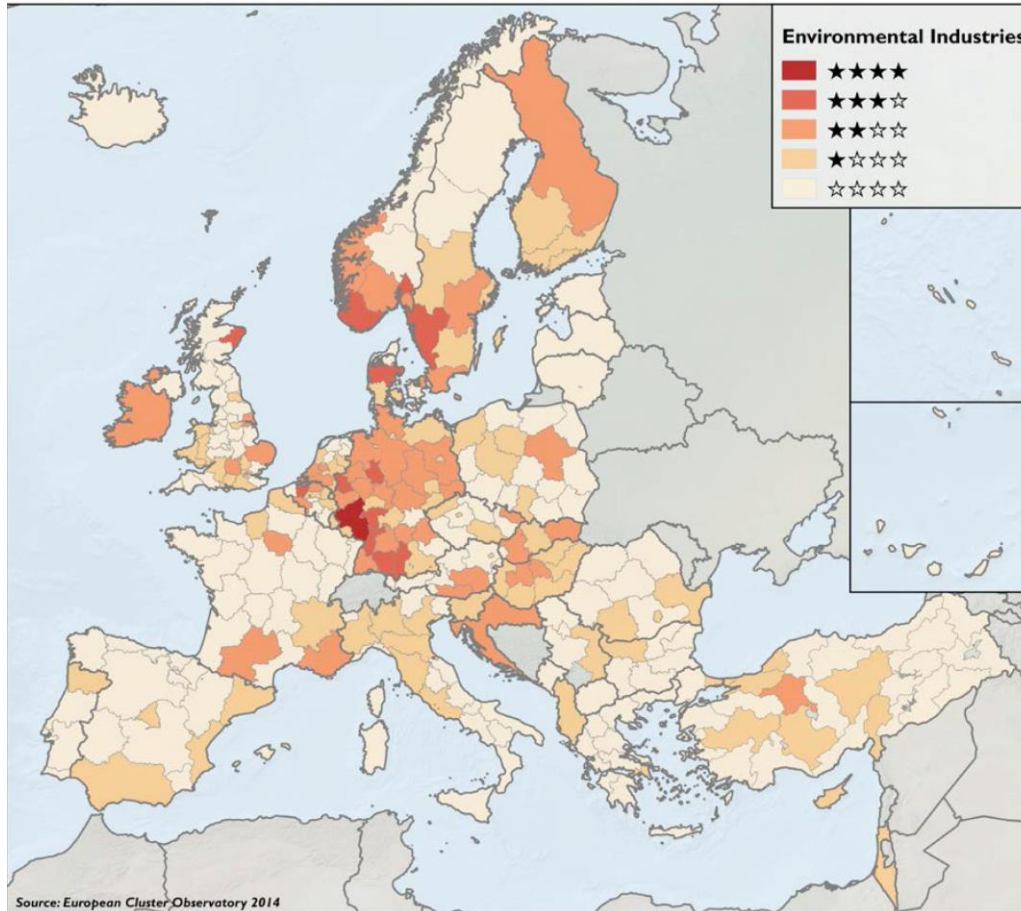 Environmental Industries
★★★★
★★★☆
★★☆☆
★☆☆☆
☆☆☆☆
Source: European Cluster Observatory 2014